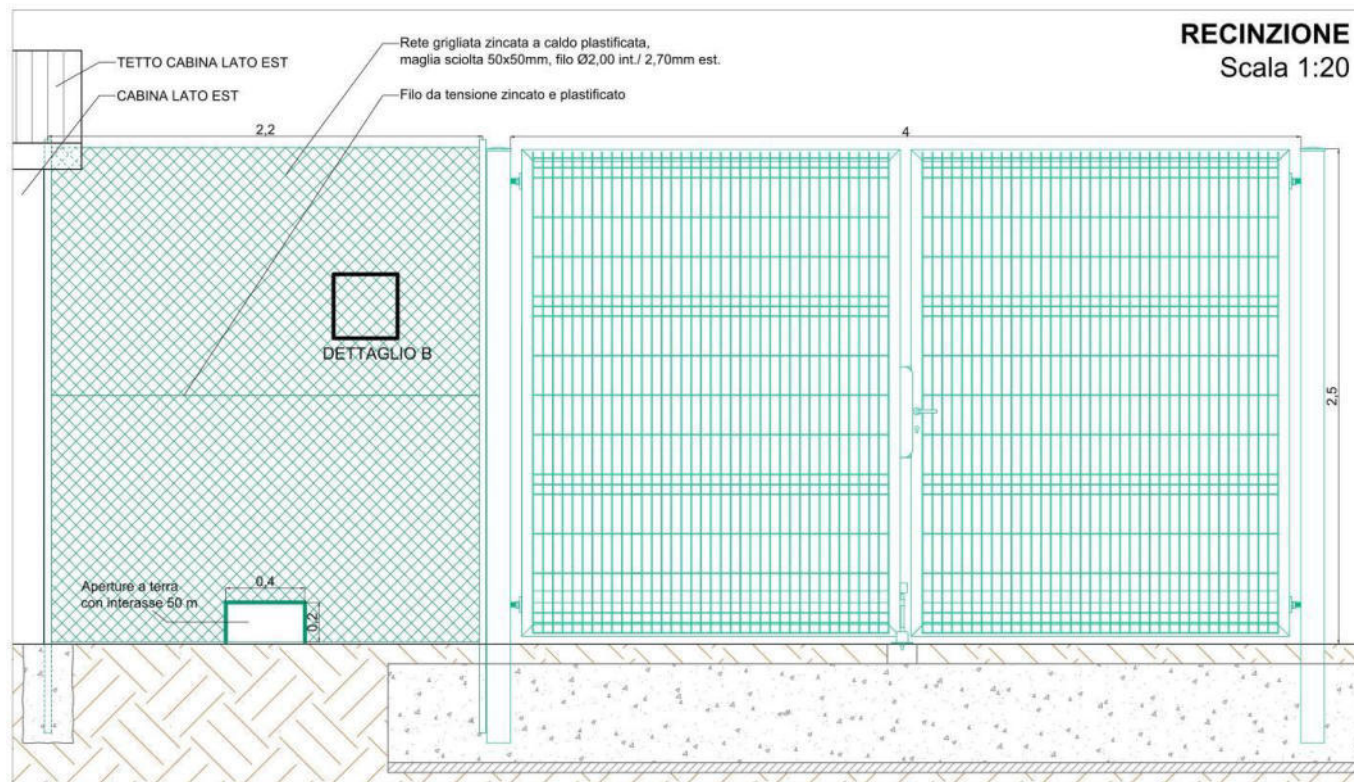 RECINZIONE
Scala 1:20
Rete grigliata zincata a caldo plastificata,
maglia sciolta 50x50mm, filo Ø2,00 int./ 2,70mm est.
TETTO CABINA LATO EST
CABINA LATO EST
Filo da tensione zincato e plastificato
2,2
4
DETTAGLIO B
2,5
Aperture a terra
con interasse 50 m
0,4
0,2